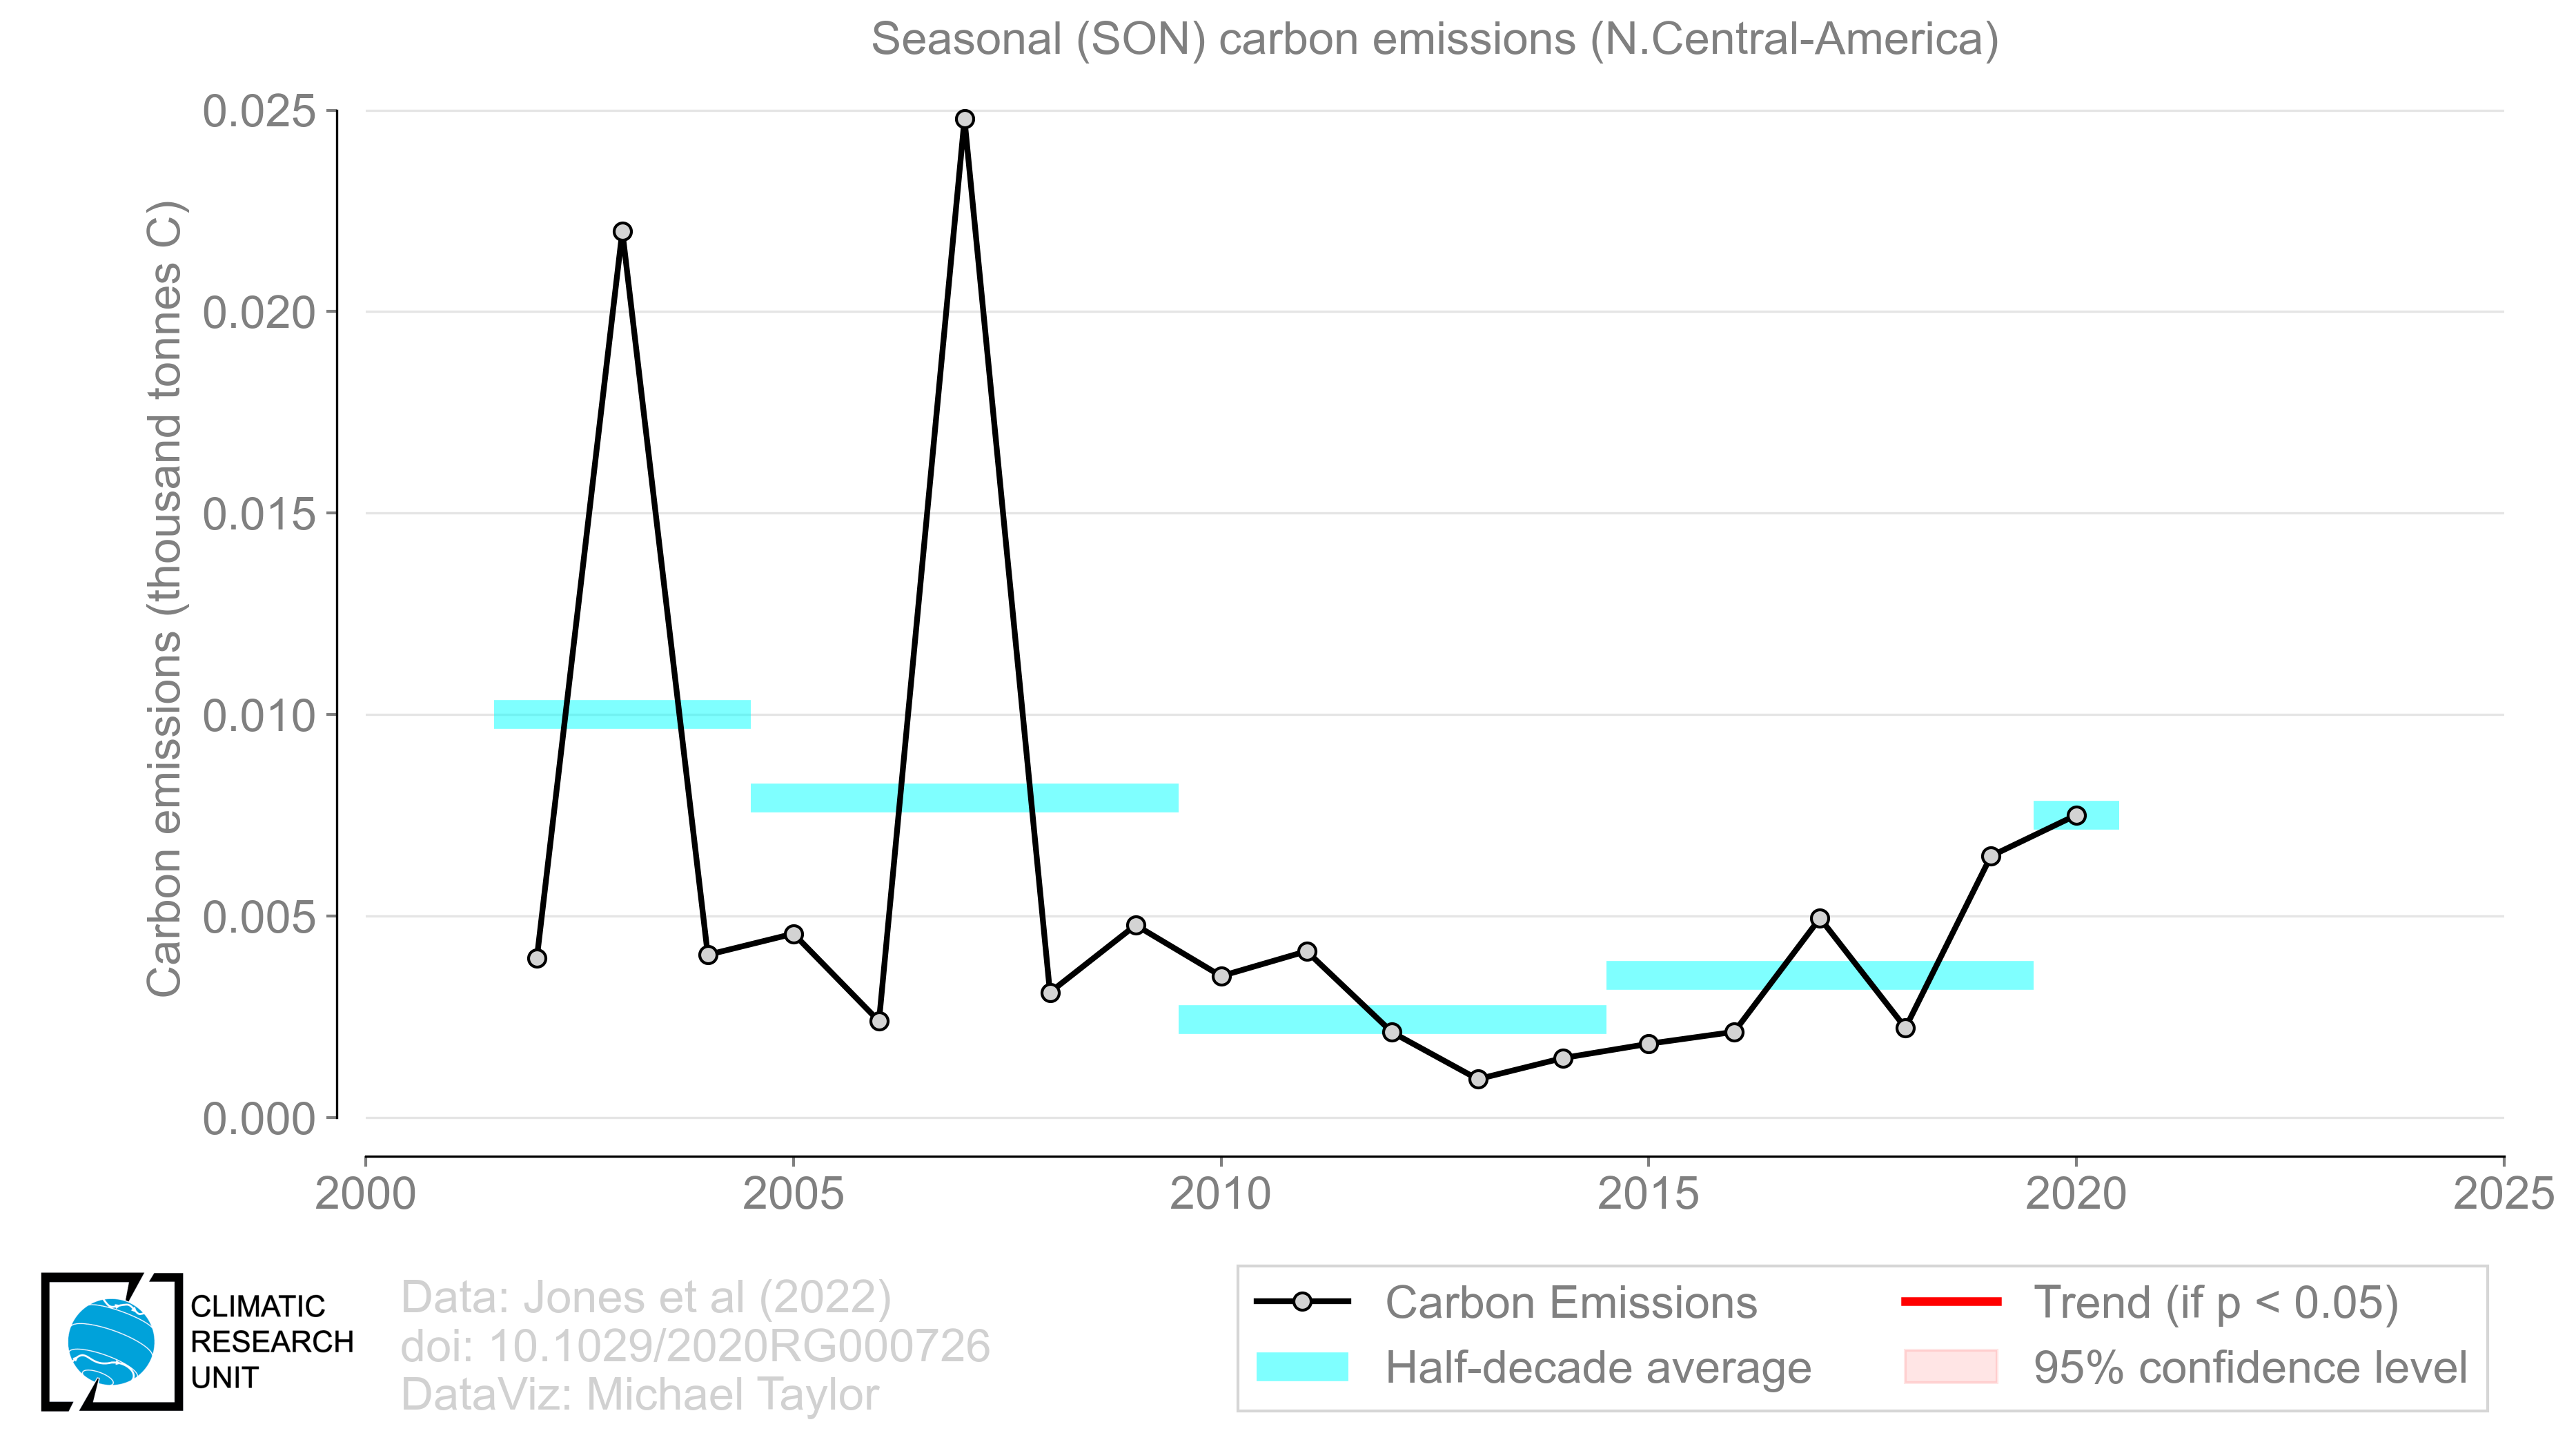 Seasonal (SON) carbon emissions (N.Central-America)
Carbon emissions (thousand tonnes C)
0.025
0.020
0.015
0.010
0.005
0.000
2000 2005 2010 2015 2020 2025
CLIMATIC
RESEARCH
UNIT
Data: Jones et al (2022)
doi: 10.1029/2020RG000726
DataViz: Michael Taylor
Carbon Emissions
Half-decade average
Trend (if p < 0.05)
95% confidence level